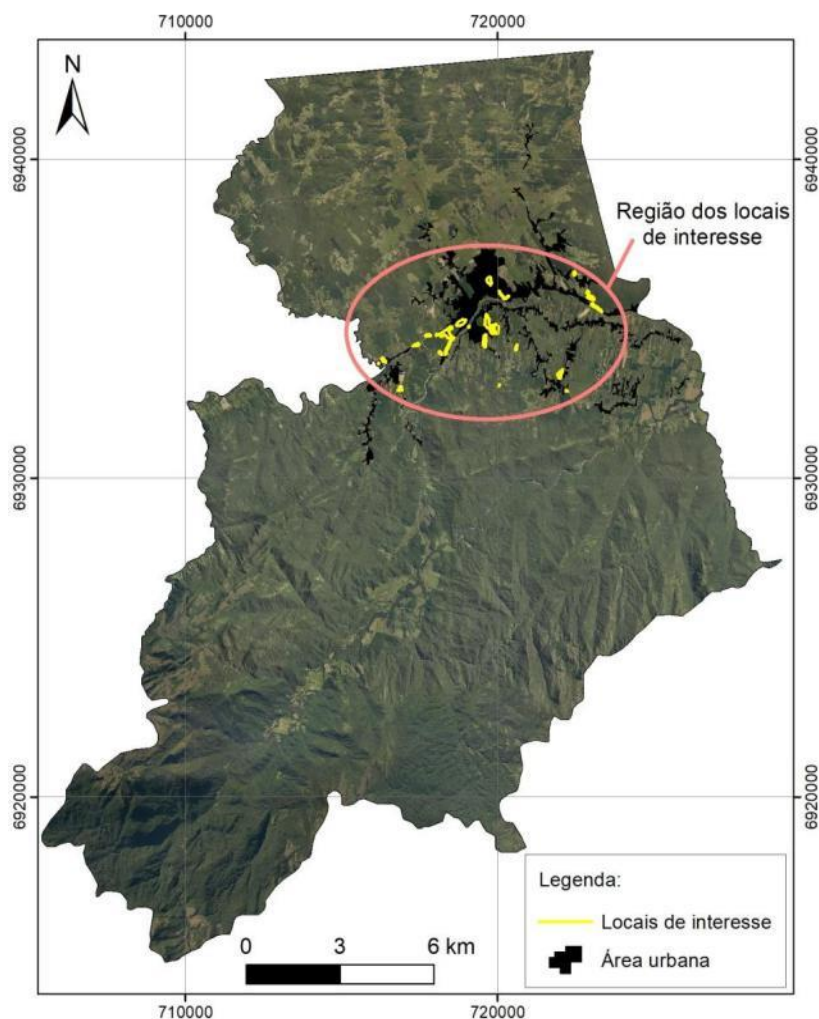 710000
720000
N
6940000
6940000
Região dos locais
de interesse
6930000
6930000
6920000
6920000
Legenda:
Locais de interesse
Área urbana
0
3
6 km
710000
720000